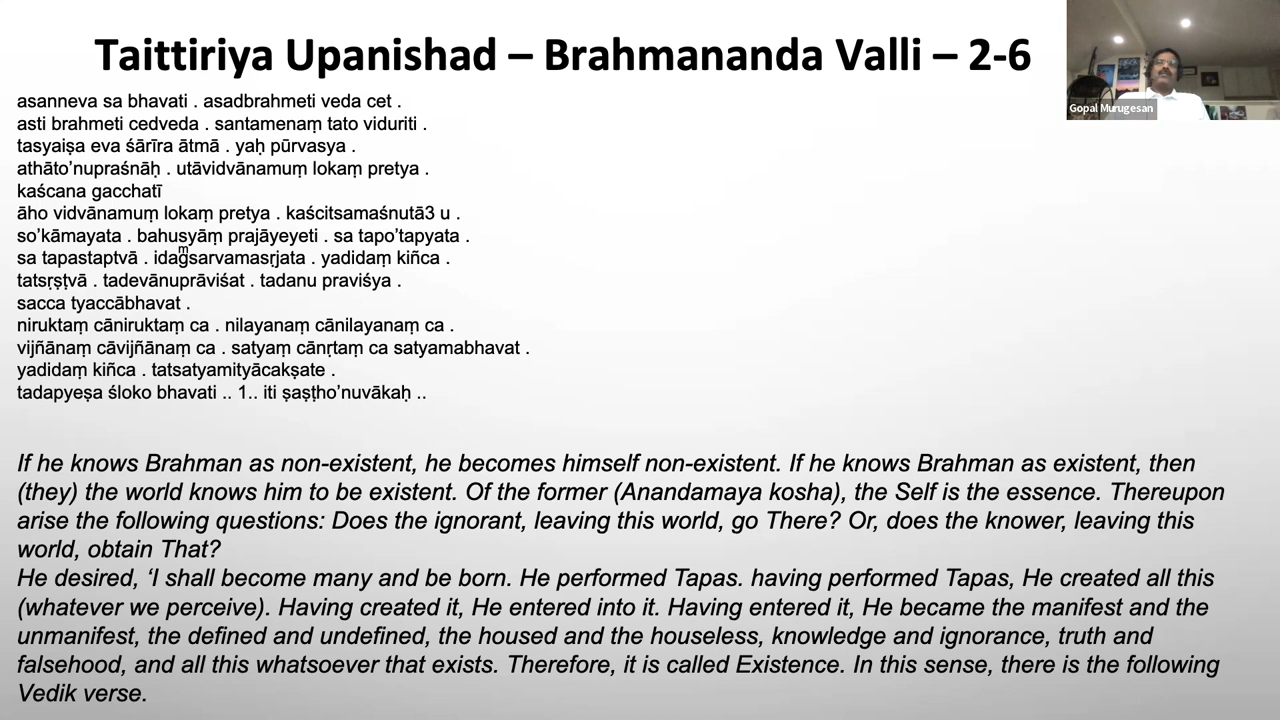 Taittiriya Upanishad – Brahmananda Valli – 2-6
Gopal Murugesan
asanneva sa bhavati . asadbrahmeti veda cet .
asti brahmeti cedveda . santamenaṃ tato viduriti .
tasyaiṣa eva śārīra ātmā . yaḥ pūrvasya .
athāto’nupraśnāḥ . utāvidvānamuṃ lokaṃ pretya .
kaścana gacchatī
āho vidvānamuṃ lokaṃ pretya . kaścitsamaśnutā3 u .
so’kāmayata . bahusyāṃ prajāyeyeti . sa tapo’tapyata .
sa tapastaptvā . idam̐gsarvamasṛjata . yadidaṃ kiñca .
tatsṛṣṭvā . tadevānuprāviśat . tadanu praviśya .
sacca tyaccābhavat .
niruktaṃ cāniruktaṃ ca . nilayanaṃ cānilayanaṃ ca .
vijñānaṃ cāvijñānaṃ ca . satyaṃ cānṛtaṃ ca satyamabhavat .
yadidaṃ kiñca . tatsatyamityācakṣate .
tadapyeṣa śloko bhavati .. 1.. iti ṣaṣṭho’nuvākaḥ ..
If he knows Brahman as non-existent, he becomes himself non-existent. If he knows Brahman as existent, then
(they) the world knows him to be existent. Of the former (Anandamaya kosha), the Self is the essence. Thereupon
arise the following questions: Does the ignorant, leaving this world, go There? Or, does the knower, leaving this
world, obtain That?
He desired, ‘I shall become many and be born. He performed Tapas. having performed Tapas, He created all this
(whatever we perceive). Having created it, He entered into it. Having entered it, He became the manifest and the
unmanifest, the defined and undefined, the housed and the houseless, knowledge and ignorance, truth and
falsehood, and all this whatsoever that exists. Therefore, it is called Existence. In this sense, there is the following
Vedik verse.